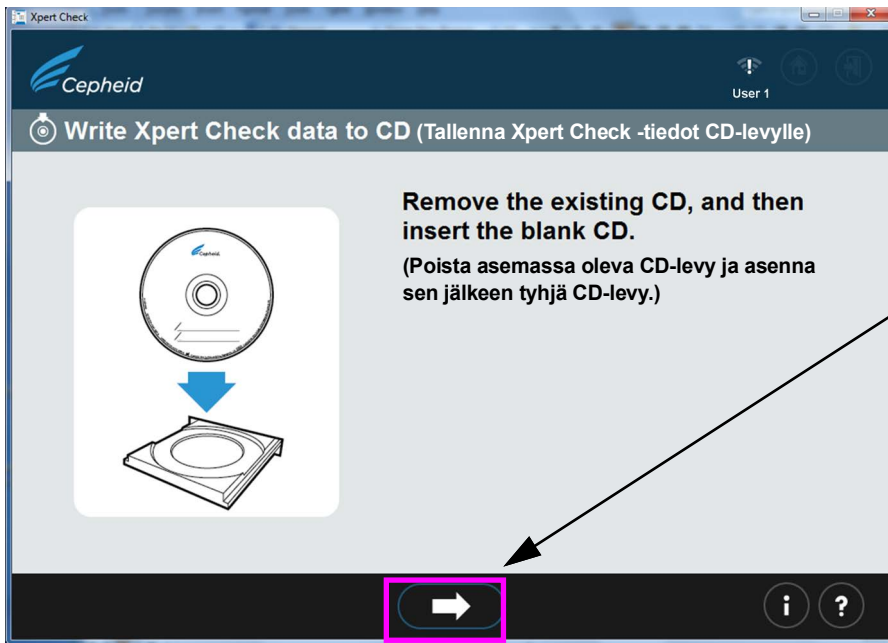 Xpert Check
Cepheid
User 1
Write Xpert Check data to CD (Tallenna Xpert Check -tiedot CD-levylle)
Remove the existing CD, and then
insert the blank CD.
(Poista asemassa oleva CD-levy ja asenna
sen jälkeen tyhjä CD-levy.)
Cepheid
i ?